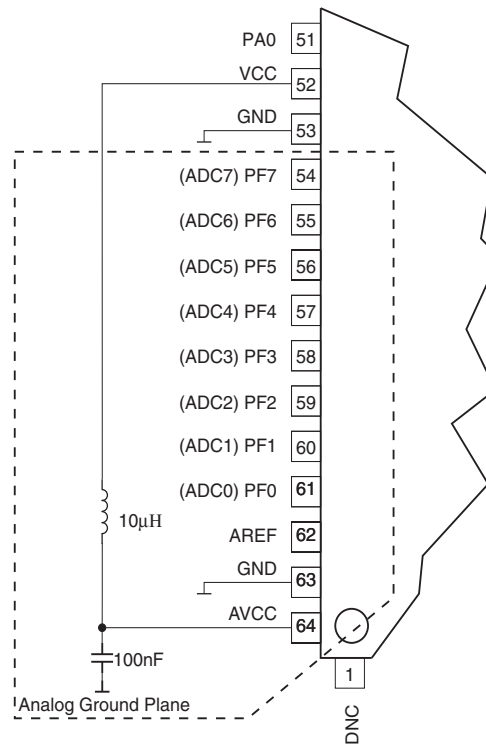 PA0 51
VCC 52
GND 53
(ADC7) PF7 54
(ADC6) PF6 55
(ADC5) PF5 56
(ADC4) PF4 57
(ADC3) PF3 58
(ADC2) PF2 59
(ADC1) PF1 60
(ADC0) PF0 61
10µH
AREF 62
GND 63
AVCC 64
100nF
1
Analog Ground Plane
DNC